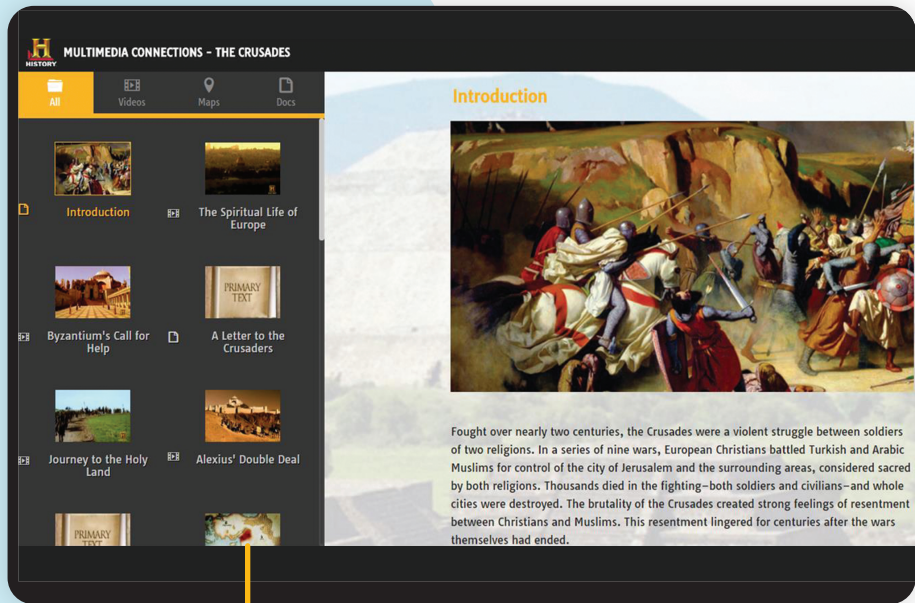 H
HISTORY
MULTIMEDIA CONNECTIONS – THE CRUSADES
All
Videos
Maps
Docs
Introduction
The Spiritual Life of
Europe
PRIMARY
TEXT
Byzantium's Call for
Help
A Letter to the
Crusaders
Journey to the Holy
Land
Alexius' Double Deal
PRIMARY
TEXT
Introduction
Fought over nearly two centuries, the Crusades were a violent struggle between soldiers
of two religions. In a series of nine wars, European Christians battled Turkish and Arabic
Muslims for control of the city of Jerusalem and the surrounding areas, considered sacred
by both religions. Thousands died in the fighting—both soldiers and civilians—and whole
cities were destroyed. The brutality of the Crusades created strong feelings of resentment
between Christians and Muslims. This resentment lingered for centuries after the wars
themselves had ended.